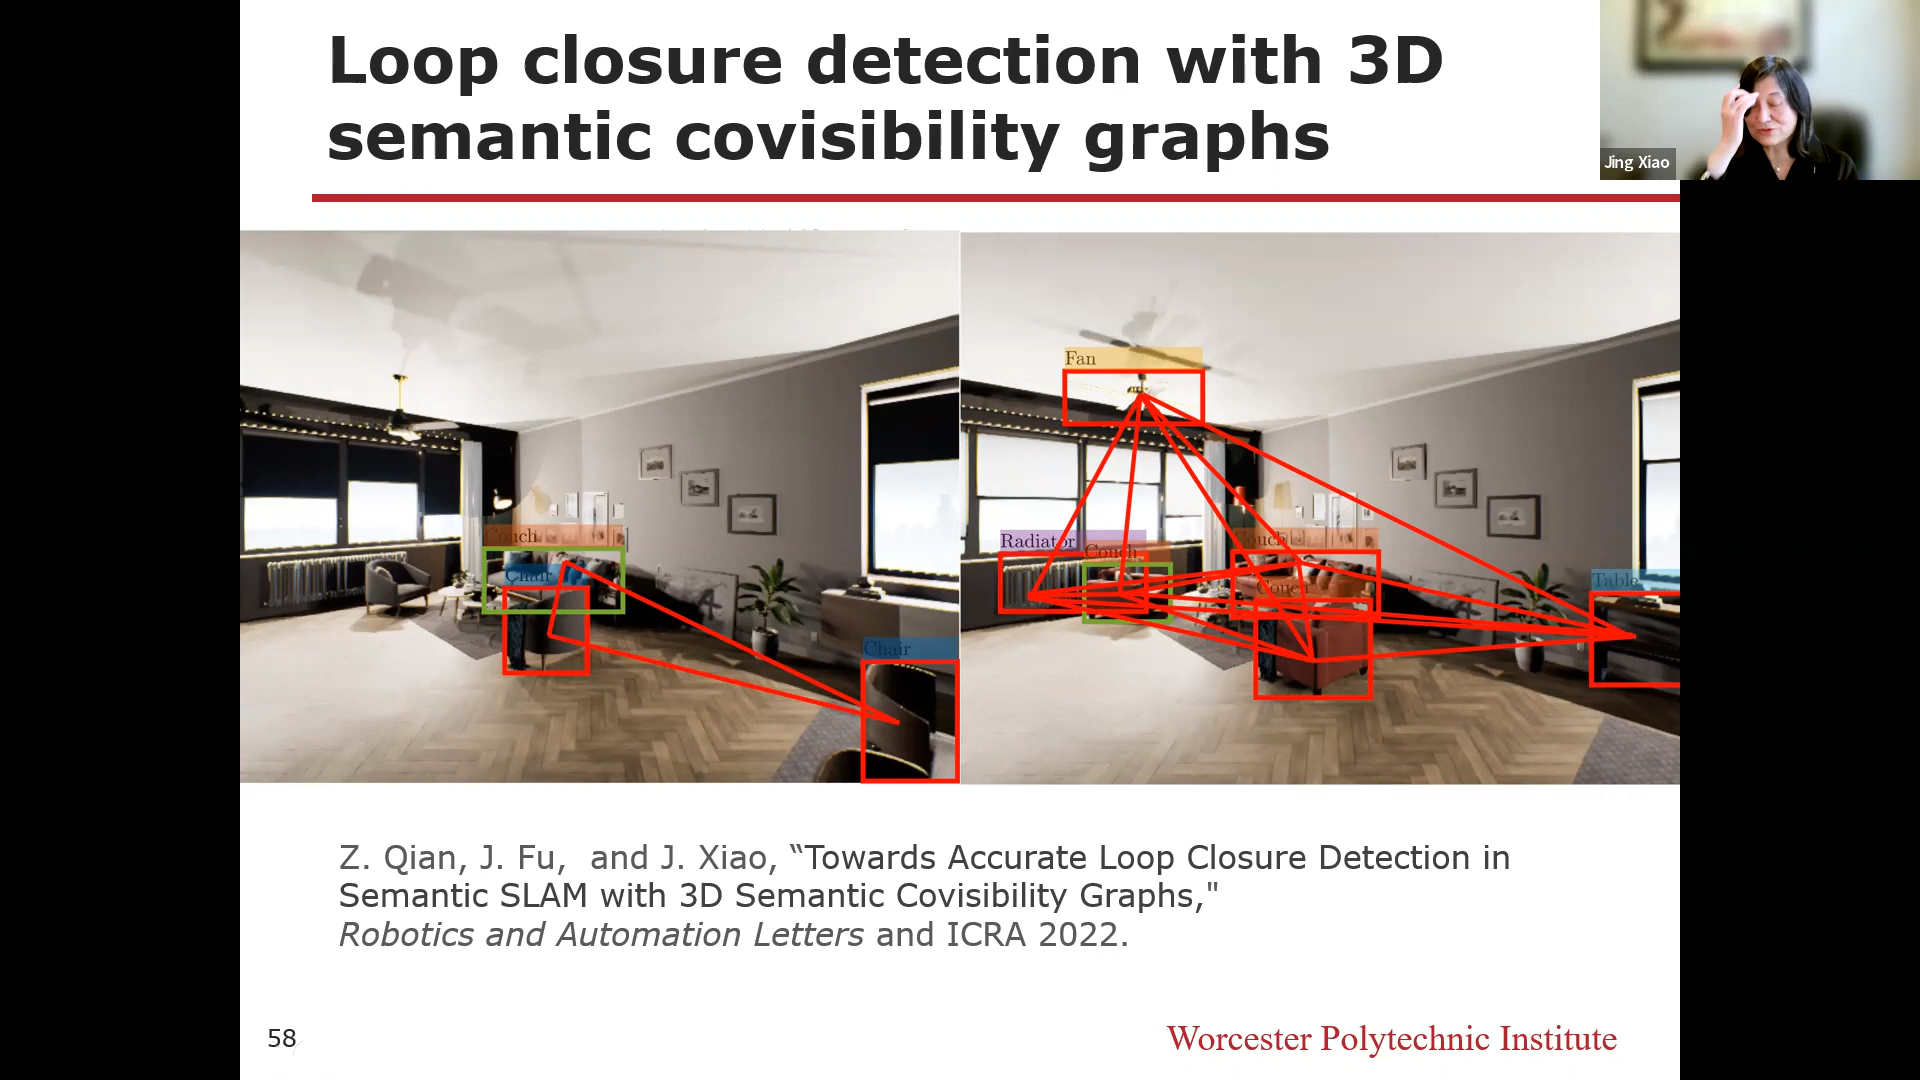 Loop closure detection with 3D
semantic covisibility graphs
Jing Xiao
Couch
Chair
Chair
Fan
Radiator
Couch
Couch
Couch
Table
Z. Qian, J. Fu,  and J. Xiao, “Towards Accurate Loop Closure Detection in
Semantic SLAM with 3D Semantic Covisibility Graphs,"
Robotics and Automation Letters and ICRA 2022.
58
Worcester Polytechnic Institute